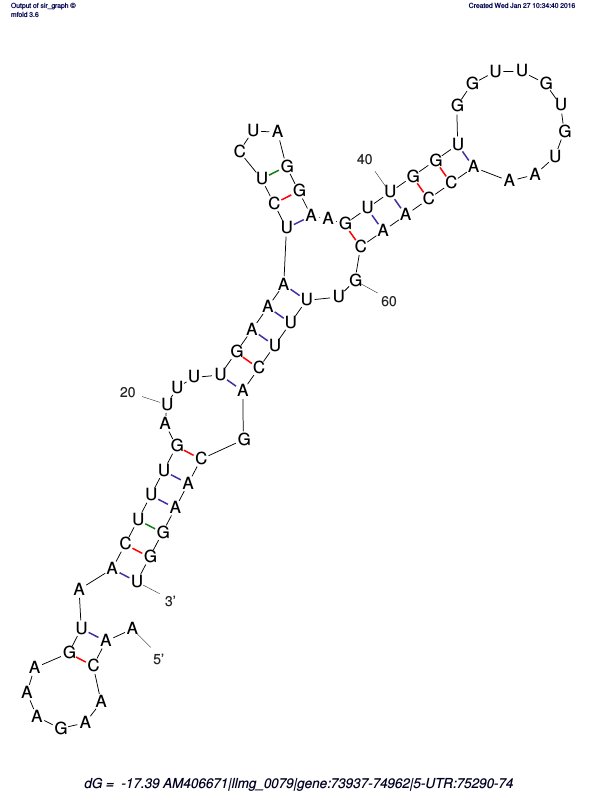 Output of sir_graph ©
mfold 3.6
Created Wed Jan 27 10:34:40 2016
5'
A A C A A G A A A G U A A C U U U G A U U U U G A A A U C U C U A G G A A G U U G G U G G U U G U G U A A A C C A A C G U U U U C A G C A A G G U
3'
20
40
60
dG = -17.39 AM406671|llmg_0079|gene:73937-74962|5-UTR:75290-74